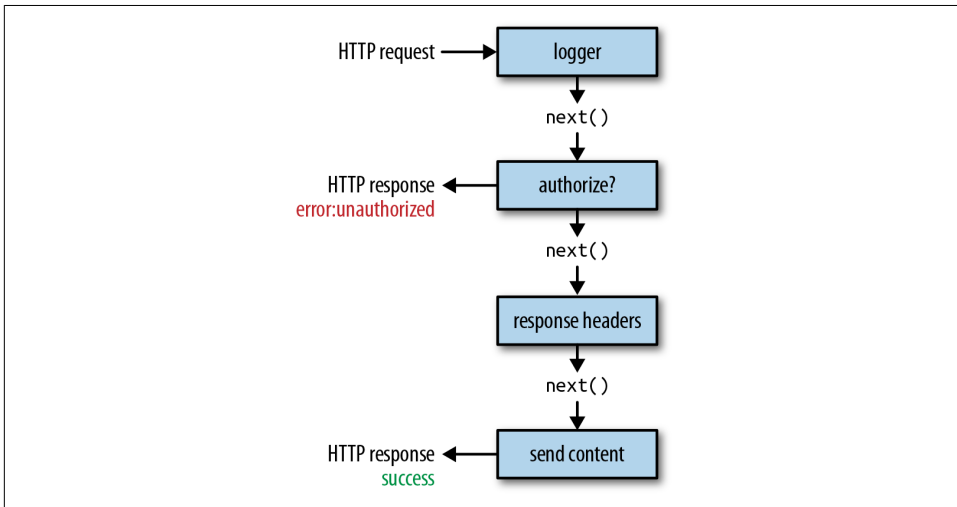 HTTP request
logger
next()
HTTP response
error:unauthorized
authorize?
next()
response headers
next()
HTTP response
success
send content